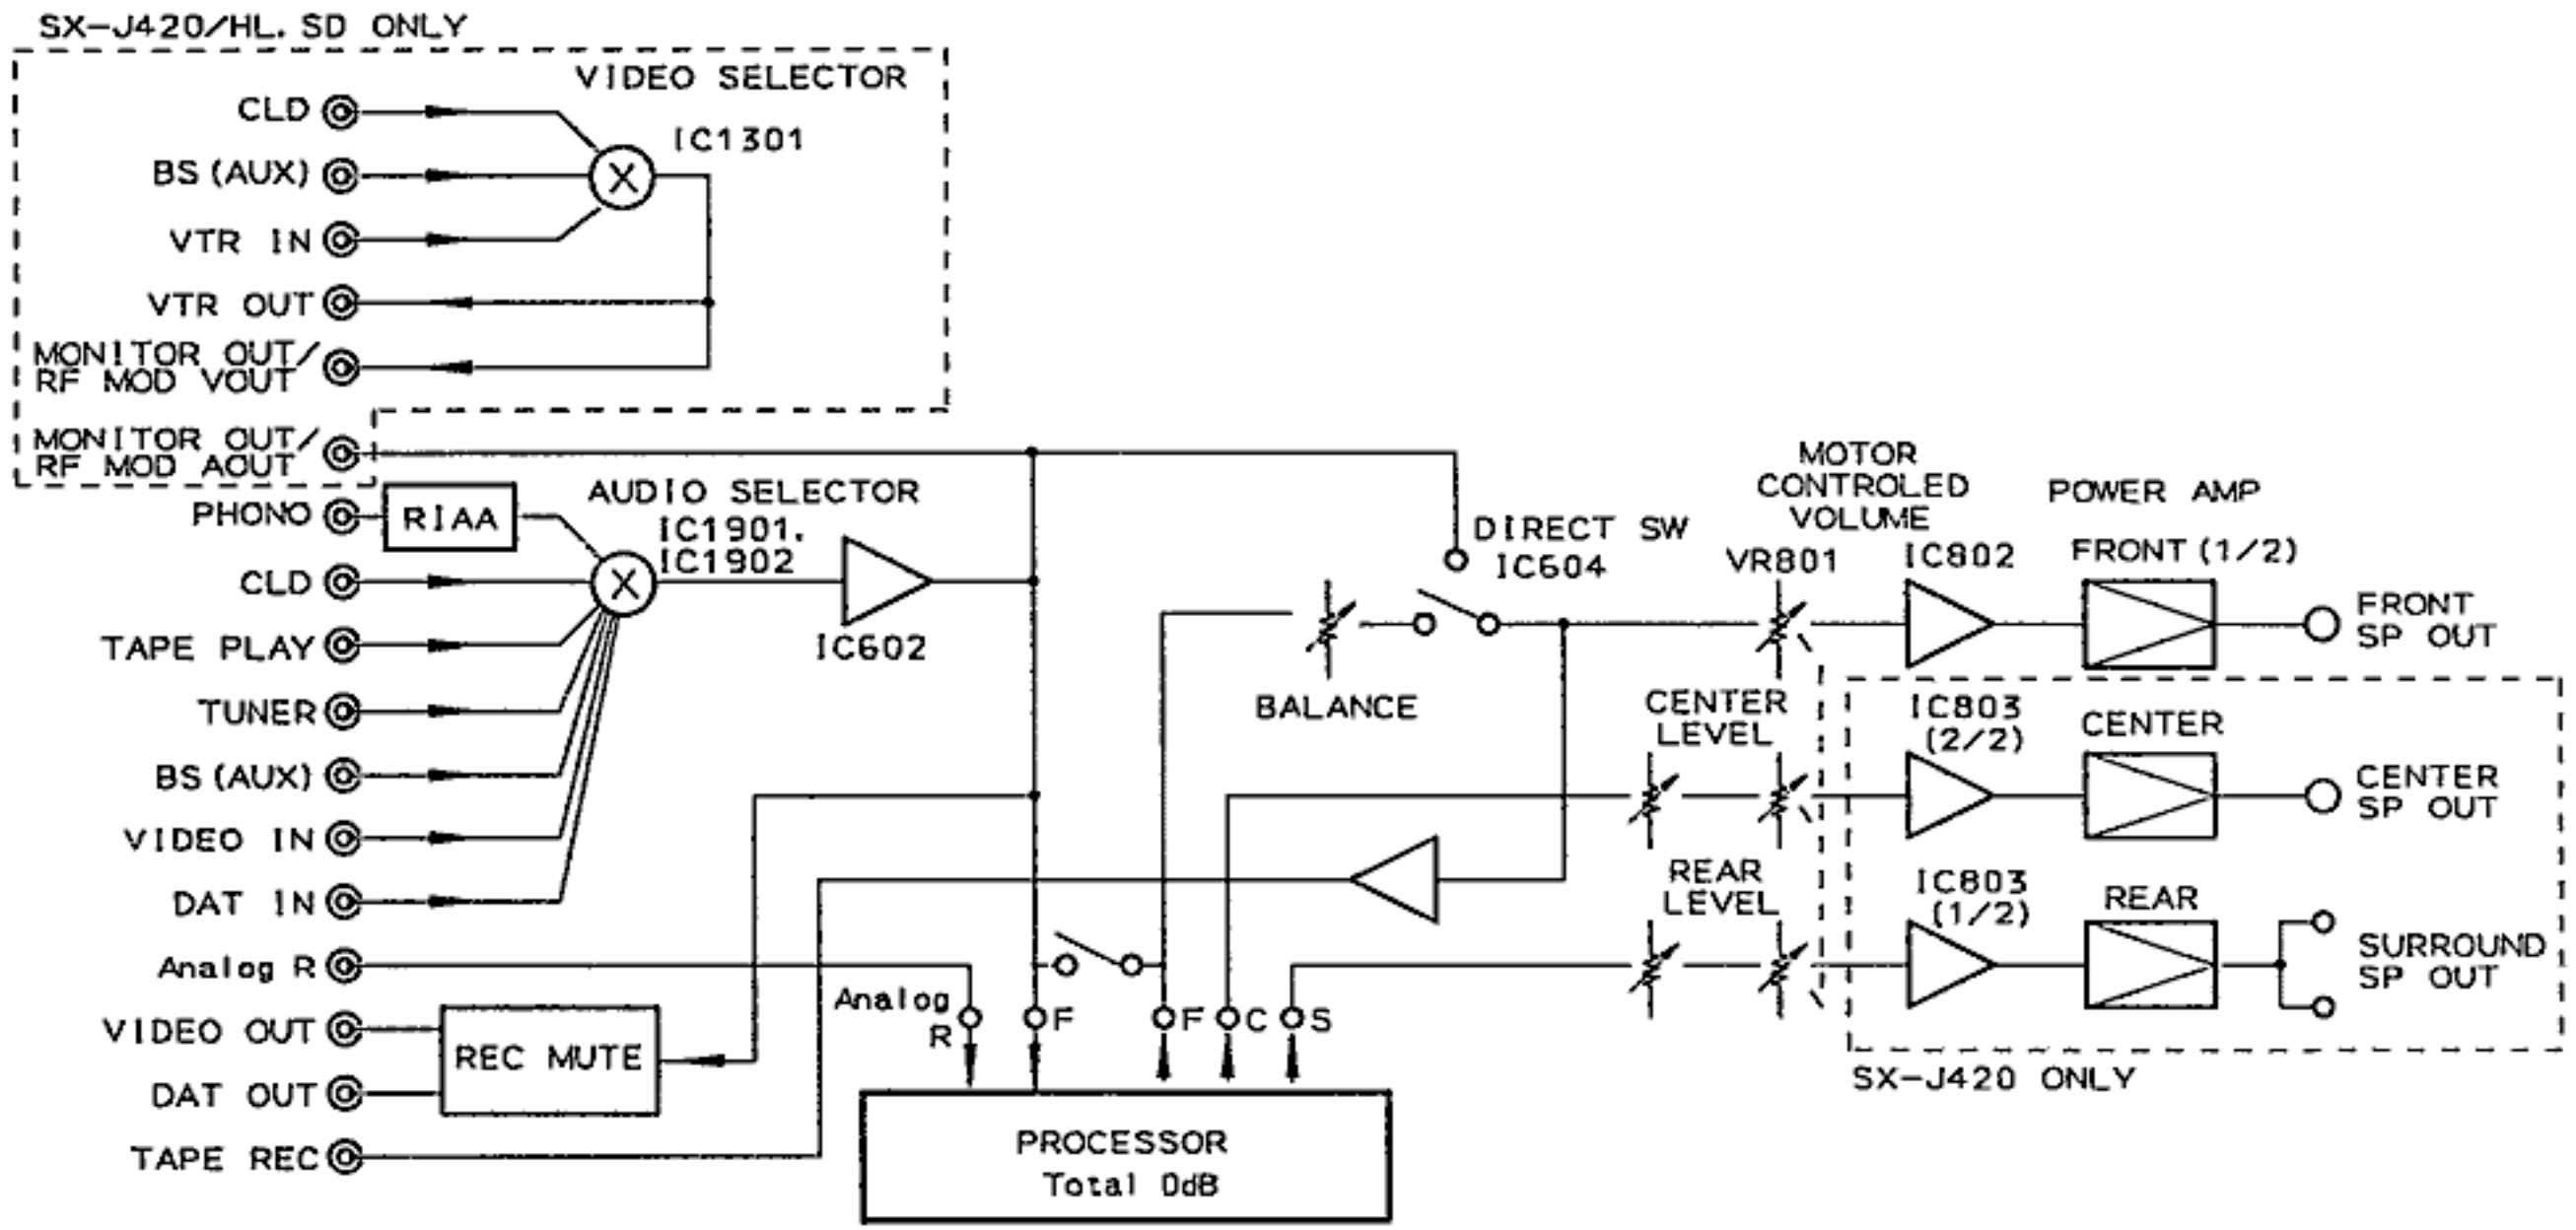 SX-J420/HL. SD ONLY
VIDEO SELECTOR
CLD
IC1301
BS (AUX)
X
VTR IN
VTR OUT
MONITOR OUT/
RF MOD VOUT
MONITOR OUT/
RF MOD AOUT
PHONO
RIAA
AUDIO SELECTOR
IC1901.
IC1902
CLD
X
IC602
TAPE PLAY
TUNER
BS (AUX)
VIDEO IN
DAT IN
Analog R
VIDEO OUT
DAT OUT
REC MUTE
TAPE REC
Analog
R
F
F
C
S
PROCESSOR
Total 0dB
BALANCE
DIRECT SW
IC604
MOTOR
CONTROLED
VOLUME
VR801
POWER AMP
IC802
FRONT (1/2)
FRONT
SP OUT
CENTER
LEVEL
IC803
(2/2)
CENTER
CENTER
SP OUT
REAR
LEVEL
IC803
(1/2)
REAR
SURROUND
SP OUT
SX-J420 ONLY